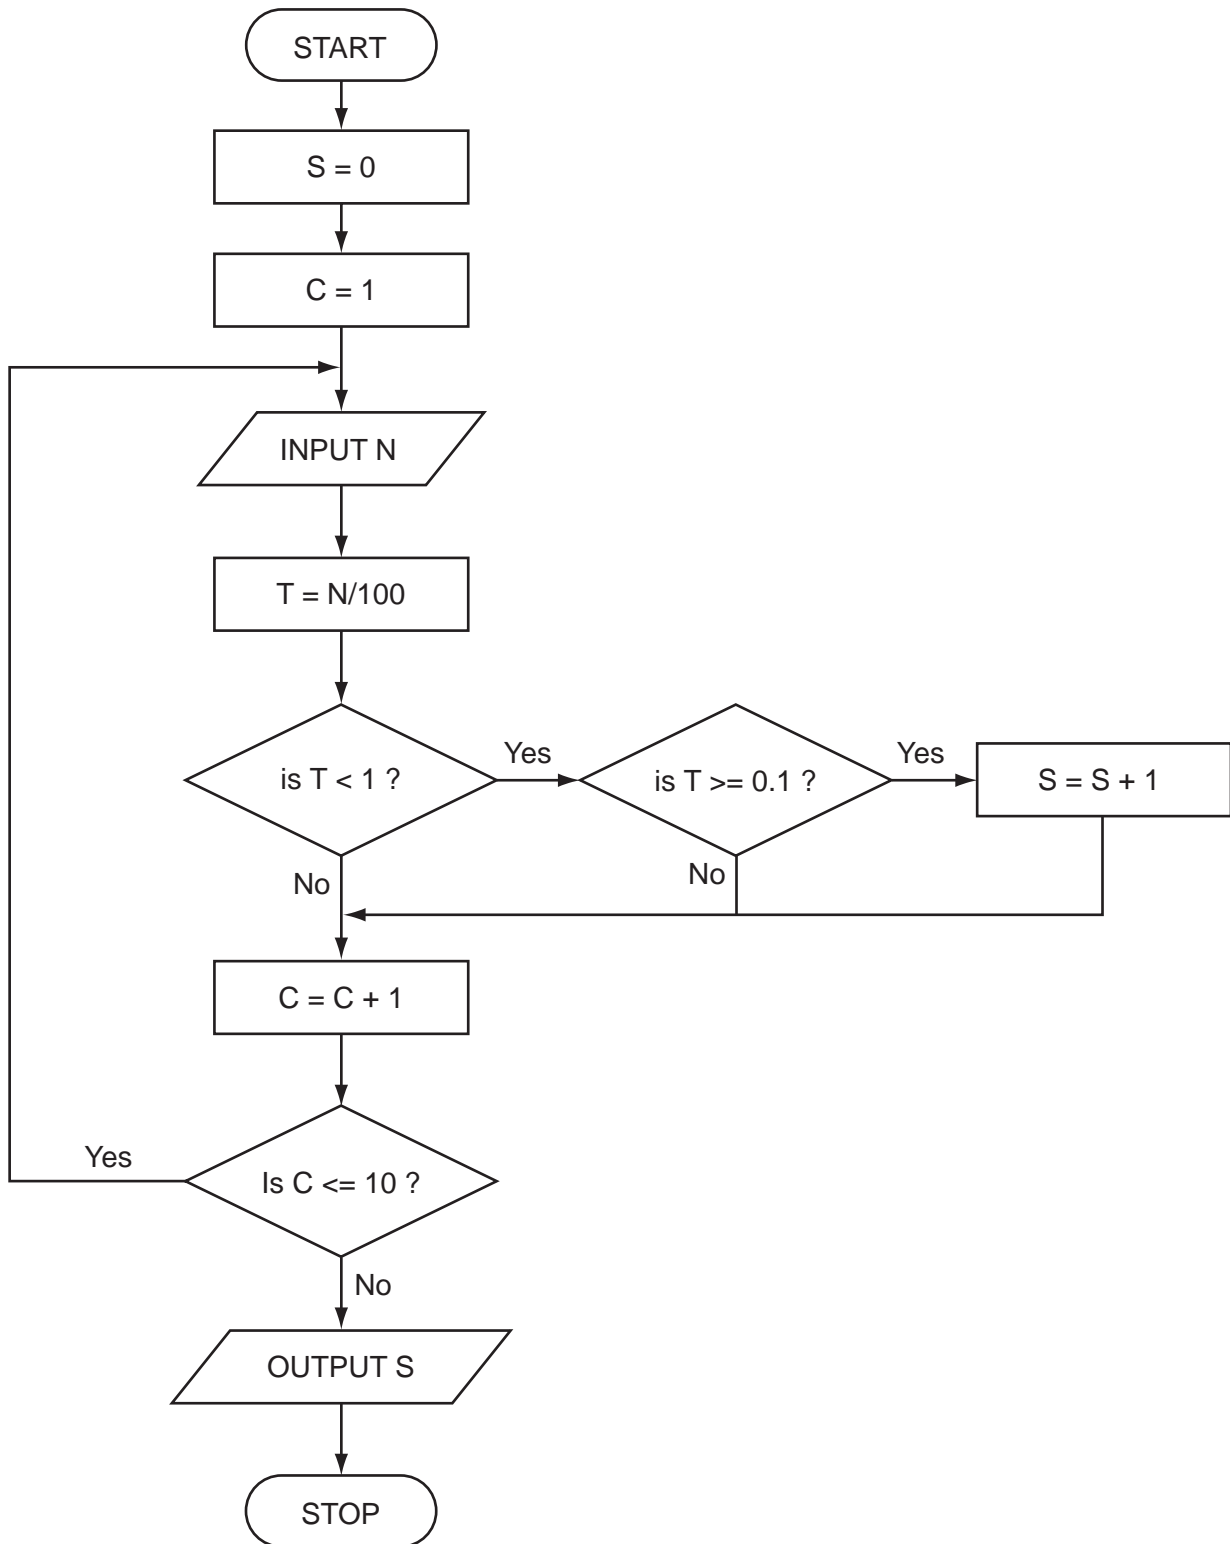 START
S = 0
C = 1
INPUT N
T = N/100
is T < 1 ?
Yes
is T >= 0.1 ?
Yes
S = S + 1
No
No
C = C + 1
Is C <= 10 ?
Yes
No
OUTPUT S
STOP